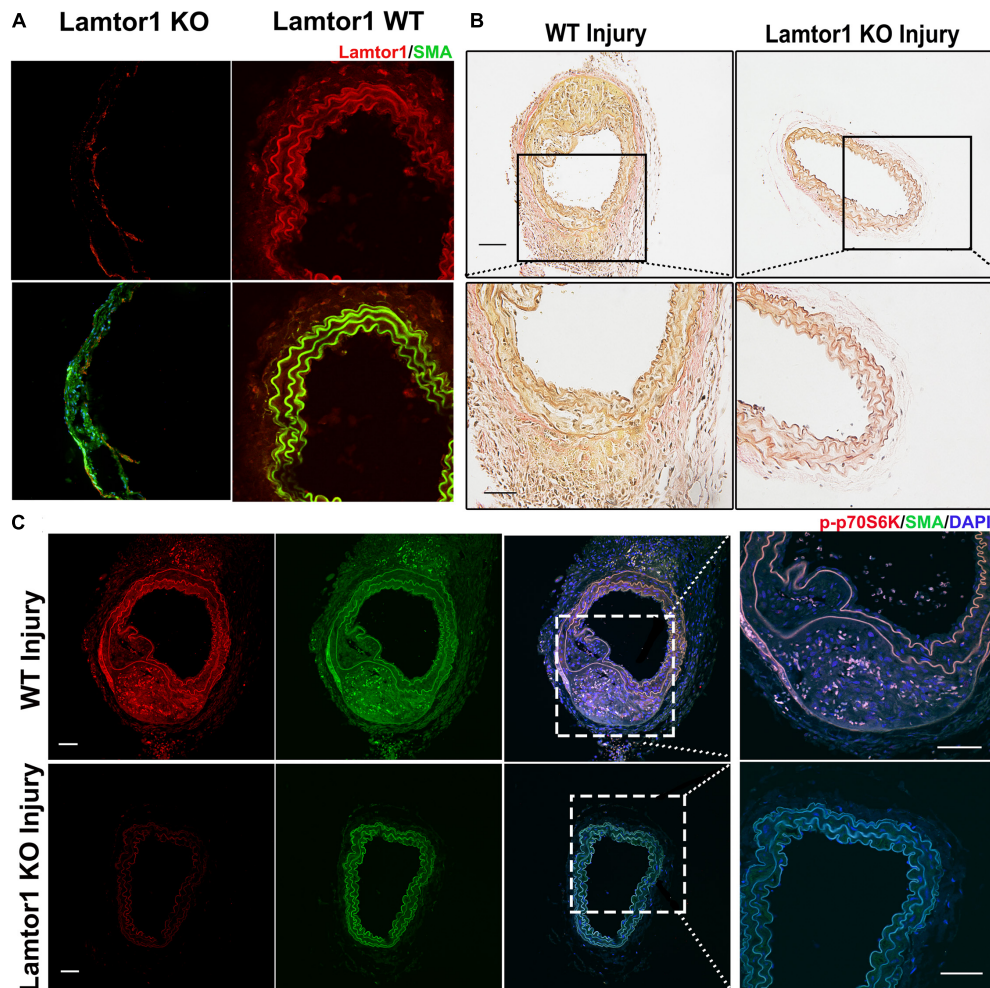 A
Lamtor1 KO
Lamtor1 WT
Lamtor1/SMA
B
WT Injury
Lamtor1 KO Injury
C
p-p70S6K/SMA/DAPI
WT Injury
Lamtor1 KO Injury